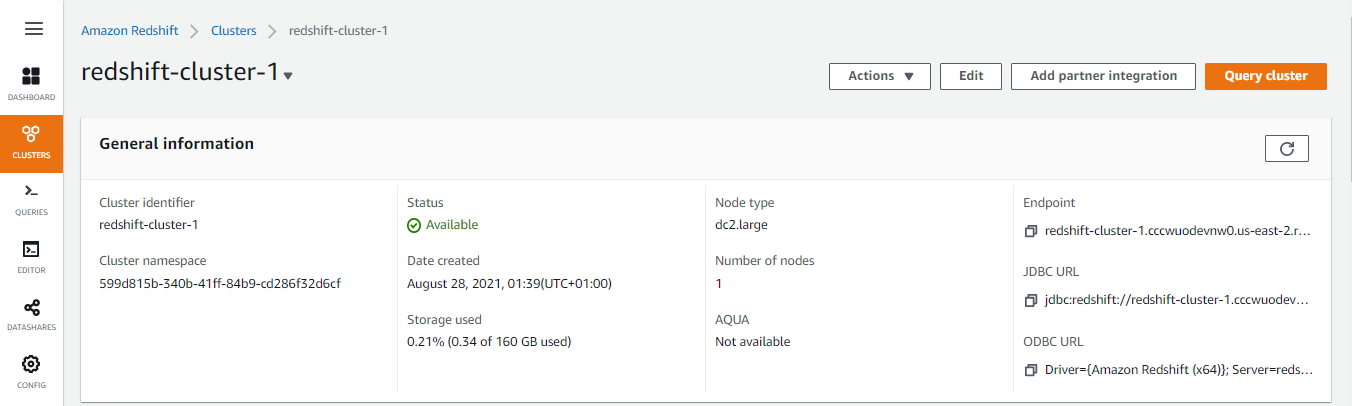 Amazon Redshift
Clusters
redshift-cluster-1
redshift-cluster-1
Actions
Edit
Add partner integration
Query cluster
DASHBOARD
CLUSTERS
QUERIES
EDITOR
DATASHARES
CONFIG
General information
Cluster identifier
redshift-cluster-1
Cluster namespace
599d815b-340b-41ff-84b9-cd286f32d6cf
Status
Available
Date created
August 28, 2021, 01:39(UTC+01:00)
Storage used
0.21% (0.34 of 160 GB used)
Node type
dc2.large
Number of nodes
1
AQUA
Not available
Endpoint
redshift-cluster-1.cccwuodevnw0.us-east-2.r...
JDBC URL
jdbc:redshift://redshift-cluster-1.cccwuodev...
ODBC URL
Driver={Amazon Redshift (x64)}; Server=reds...